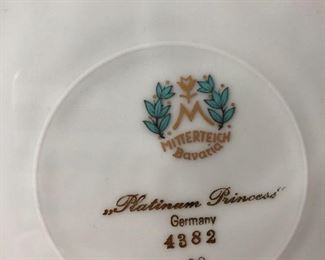 M
MITTERTEICH
Bavaria
„Platinum Princess"
Germany
4382